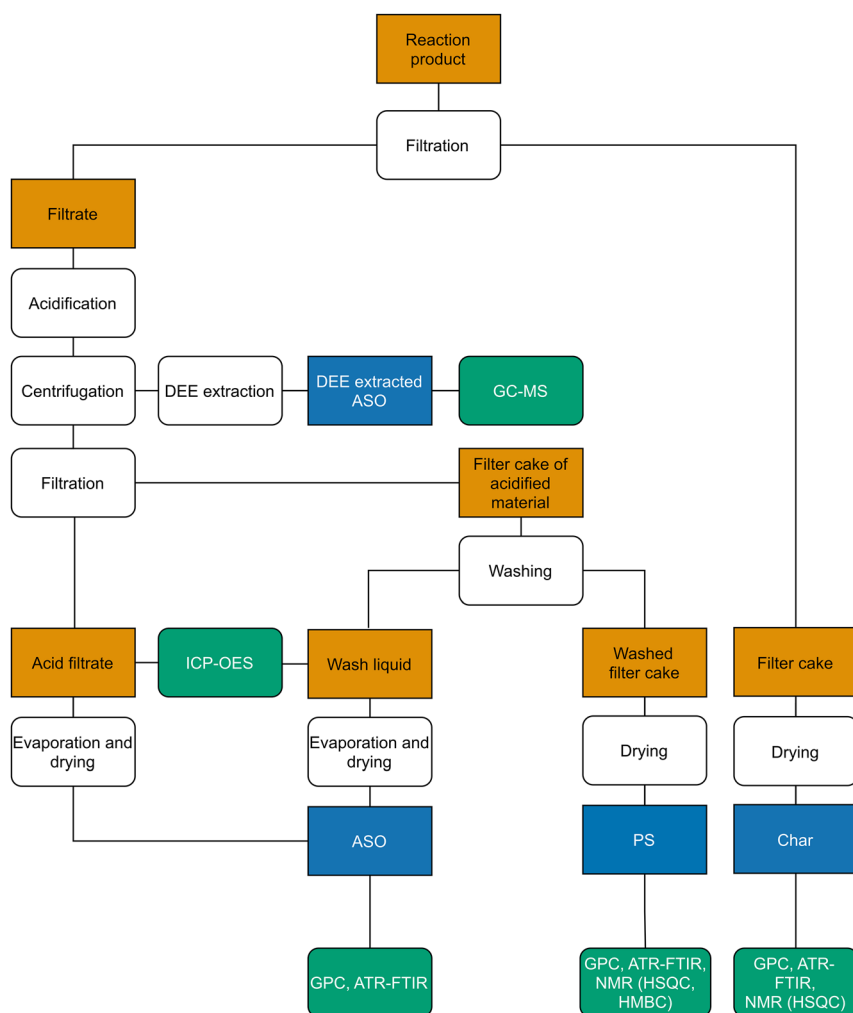 Reaction
product
Filtration
Filtrate
Acidification
Centrifugation
DEE extraction
DEE extracted
ASO
GC-MS
Filtration
Filter cake of
acidified
material
Washing
Acid filtrate
ICP-OES
Wash liquid
Washed
filter cake
Filter cake
Evaporation and
drying
Evaporation and
drying
Drying
Drying
ASO
PS
Char
GPC, ATR-FTIR
GPC, ATR-FTIR,
NMR (HSQC,
HMBC)
GPC, ATR-
FTIR,
NMR (HSQC)